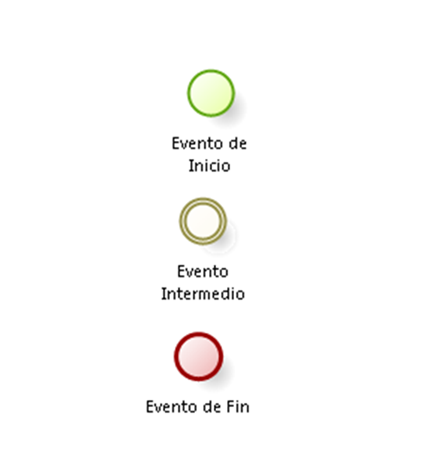 Evento de
Inicio
Evento
Intermedio
Evento de Fin